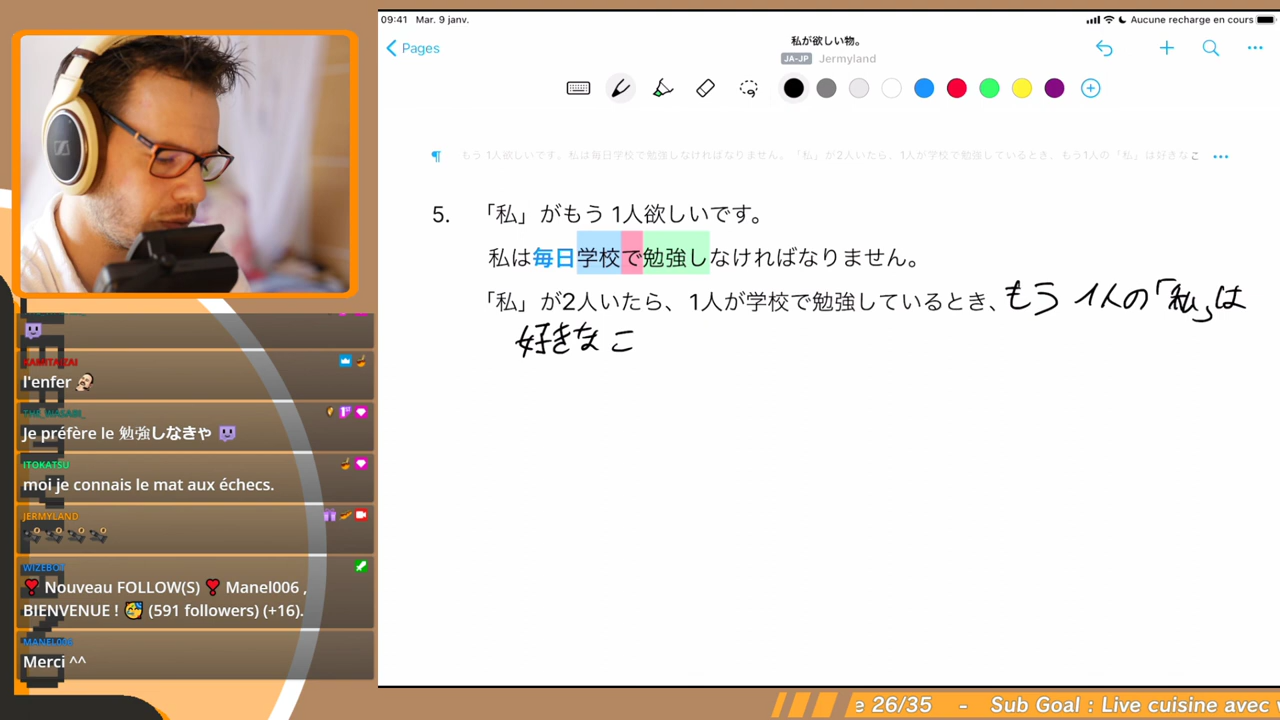 09:41 Mar. 9 janv.
Aucune recharge en cours
Pages
私が欲しい物。
JA-JP Jermyland
もう 1人欲しいです。私は毎日学校で勉強しなければなりません、「私」が2人いたら、1人が学校で勉強しているとき、もう1人の「私」は好きなこ
5. 「私」がもう 1人欲しいです。
私は毎日学校で勉強しなければなりません。
「私」が2人いたら、1人が学校で勉強しているとき、もう 1人の「私」は
好きなこ
l'enfer
THE_WASABI_
Je préfère le 勉強しなきゃ
ITOKATSU
moi je connais le mat aux échecs.
JERMYLAND
WIZEBOT
Nouveau FOLLOW(S) Manel006 ,
BIENVENUE ! (591 followers) (+16).
MANEL006
Merci ^^
e 26/35 - Sub Goal : Live cuisine avec